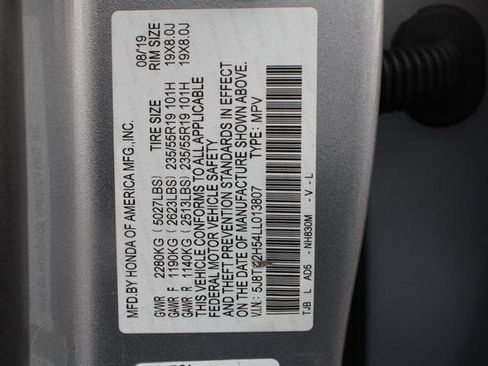 MFD.BY HONDA OF AMERICA MFG.,INC. 08/19
TIRE SIZE RIM SIZE
GVWR 2280KG ( 5027LBS)
GAWR F 1190KG ( 2623LBS) 235/55R19 101H 19X8.0J
GAWR R 1140KG ( 2513LBS) 235/55R19 101H 19X8.0J
THIS VEHICLE CONFORMS TO ALL APPLICABLE
FEDERAL MOTOR VEHICLE SAFETY
AND THEFT PREVENTION STANDARDS IN EFFECT
ON THE DATE OF MANUFACTURE SHOWN ABOVE.
V.I.N.: TYPE: MPV
TJB L AD5 - NH830M - V - L